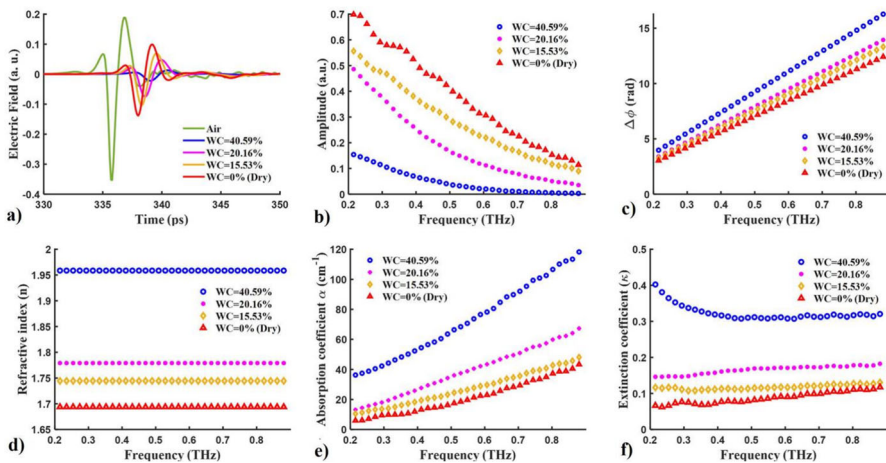 0.2
0.1
0
-0.1
-0.2
-0.3
-0.4
Electric Field (a. u.)
Air
WC=40.59%
WC=20.16%
WC=15.53%
WC=0% (Dry)
330
335
340
345
350
Time (ps)
a)
0.7
0.6
0.5
0.4
0.3
0.2
0.1
0
Amplitude (a.u.)
WC=40.59%
WC=20.16%
WC=15.53%
WC=0% (Dry)
0.2 0.3 0.4 0.5 0.6 0.7 0.8
Frequency (THz)
b)
15
10
5
0
Δ ϕ (rad)
WC=40.59%
WC=20.16%
WC=15.53%
WC=0% (Dry)
0.2 0.3 0.4 0.5 0.6 0.7 0.8
Frequency (THz)
c)
2
1.95
1.9
1.85
1.8
1.75
1.7
1.65
Refractive index (n)
WC=40.59%
WC=20.16%
WC=15.53%
WC=0% (Dry)
0.2 0.3 0.4 0.5 0.6 0.7 0.8
Frequency (THz)
d)
120
100
80
60
40
20
0
Absorption coefficient α (cm⁻¹)
WC=40.59%
WC=20.16%
WC=15.53%
WC=0% (Dry)
0.2 0.3 0.4 0.5 0.6 0.7 0.8
Frequency (THz)
e)
0.5
0.4
0.3
0.2
0.1
0
Extinction coefficient (κ)
WC=40.59%
WC=20.16%
WC=15.53%
WC=0% (Dry)
0.2 0.3 0.4 0.5 0.6 0.7 0.8
Frequency (THz)
f)